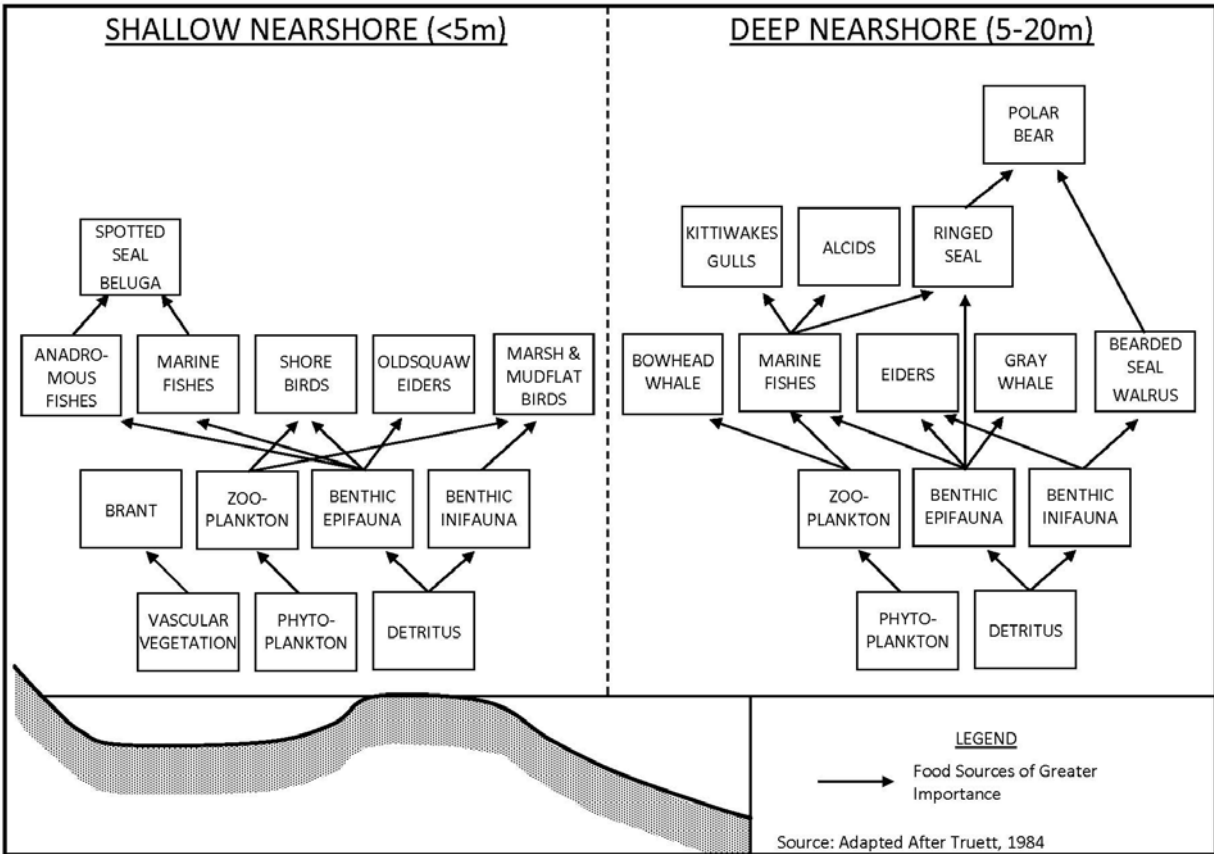 SHALLOW NEARSHORE (<5m)
SPOTTED
SEAL
BELUGA
ANADRO-
MOUS
FISHES
MARINE
FISHES
SHORE
BIRDS
OLDSQUAW
EIDERS
MARSH &
MUDFLAT
BIRDS
BRANT
ZOO-
PLANKTON
BENTHIC
EPIFAUNA
BENTHIC
INIFAUNA
VASCULAR
VEGETATION
PHYTO-
PLANKTON
DETRITUS
DEEP NEARSHORE (5-20m)
POLAR
BEAR
KITTIWAKES
GULLS
ALCIDS
RINGED
SEAL
BOWHEAD
WHALE
MARINE
FISHES
EIDERS
GRAY
WHALE
BEARDED
SEAL
WALRUS
ZOO-
PLANKTON
BENTHIC
EPIFAUNA
BENTHIC
INIFAUNA
PHYTO-
PLANKTON
DETRITUS
LEGEND
Food Sources of Greater
Importance
Source: Adapted After Truett, 1984